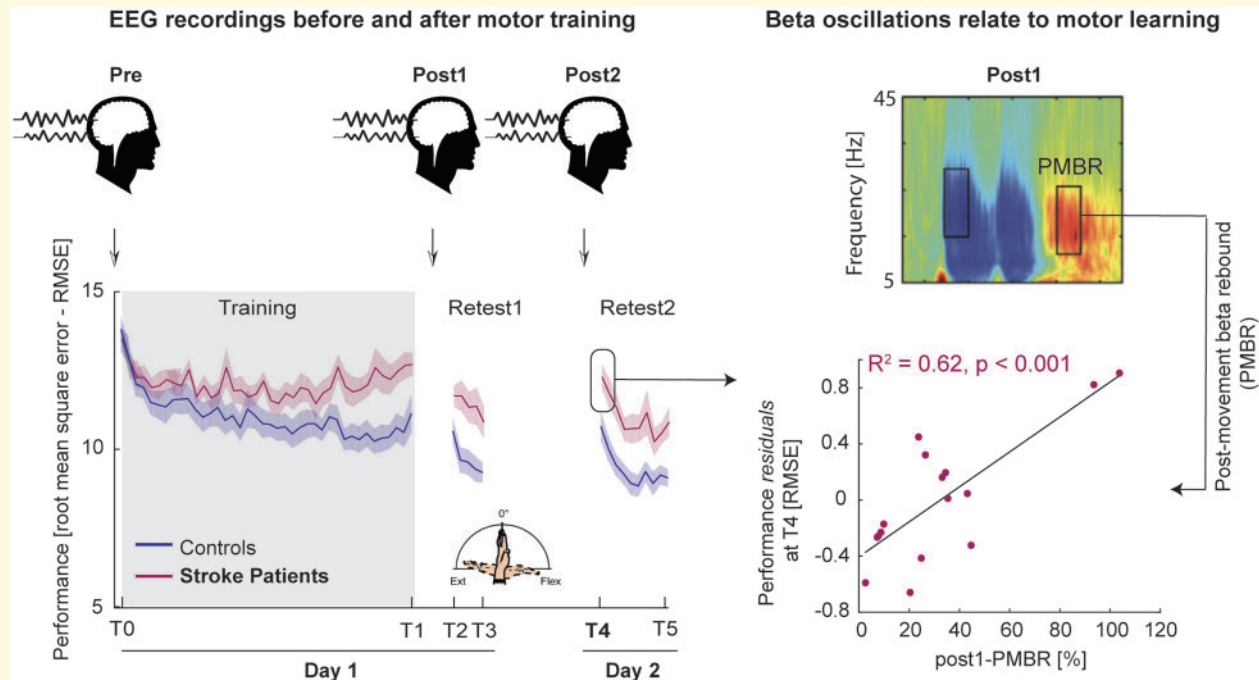 EEG recordings before and after motor training
Pre
Post1
Post2
Performance [root mean square error - RMSE]
15
10
5
Training
Retest1
Retest2
Controls
Stroke Patients
0°
Ext
Flex
T0
T1
T2
T3
T4
T5
Day 1
Day 2
Beta oscillations relate to motor learning
Post1
45
Frequency [Hz]
5
PMBR
Post-movement beta rebound
(PMBR)
R² = 0.62, p < 0.001
Performance residuals
at T4 [RMSE]
0.8
0.4
0
-0.4
-0.8
0
20
40
60
80
100
120
post1-PMBR [%]